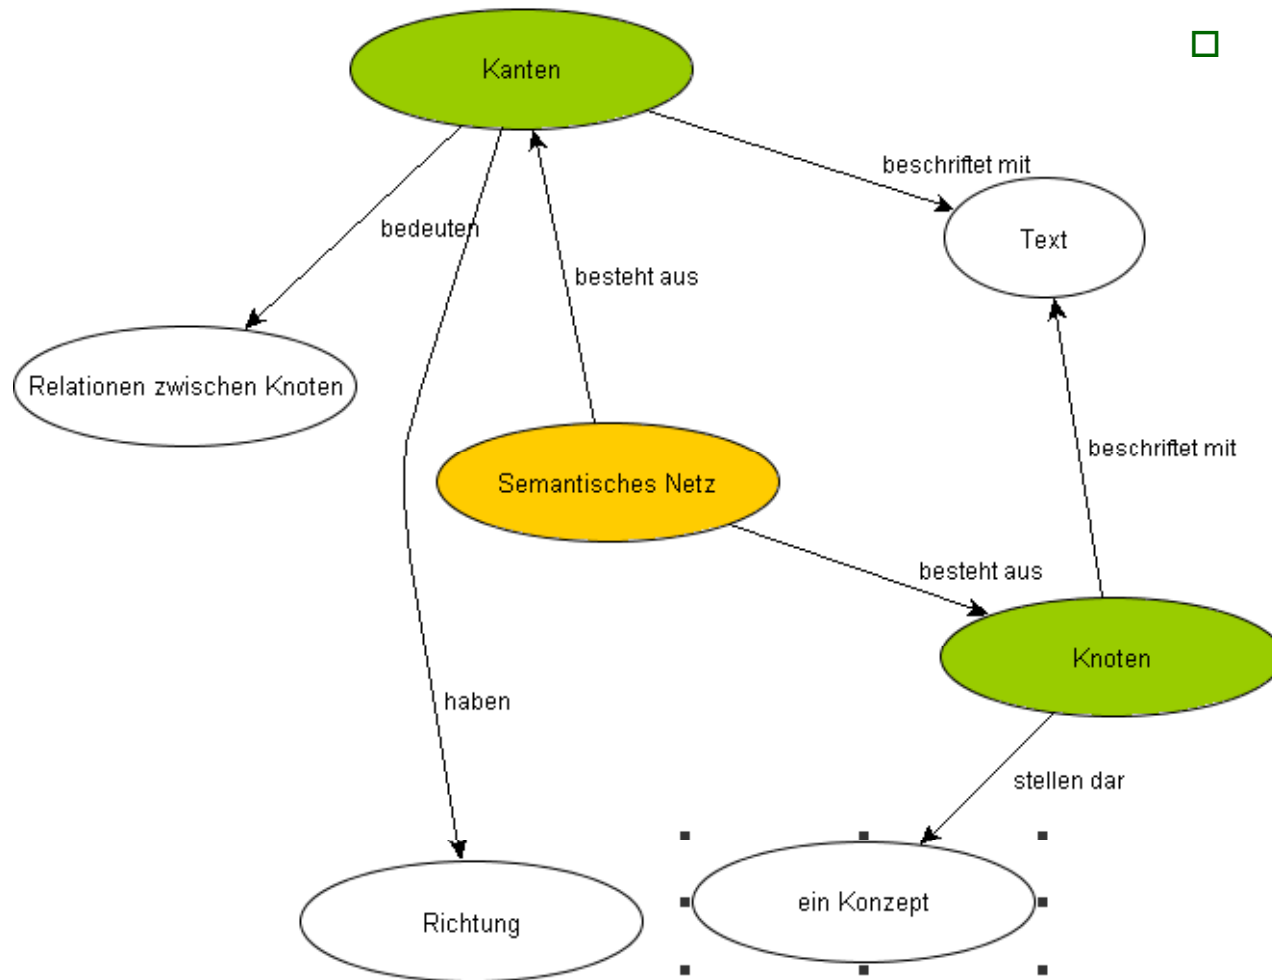 Kanten
beschriftet mit
bedeuten
Text
besteht aus
Relationen zwischen Knoten
beschriftet mit
Semantisches Netz
besteht aus
Knoten
haben
stellen dar
ein Konzept
Richtung